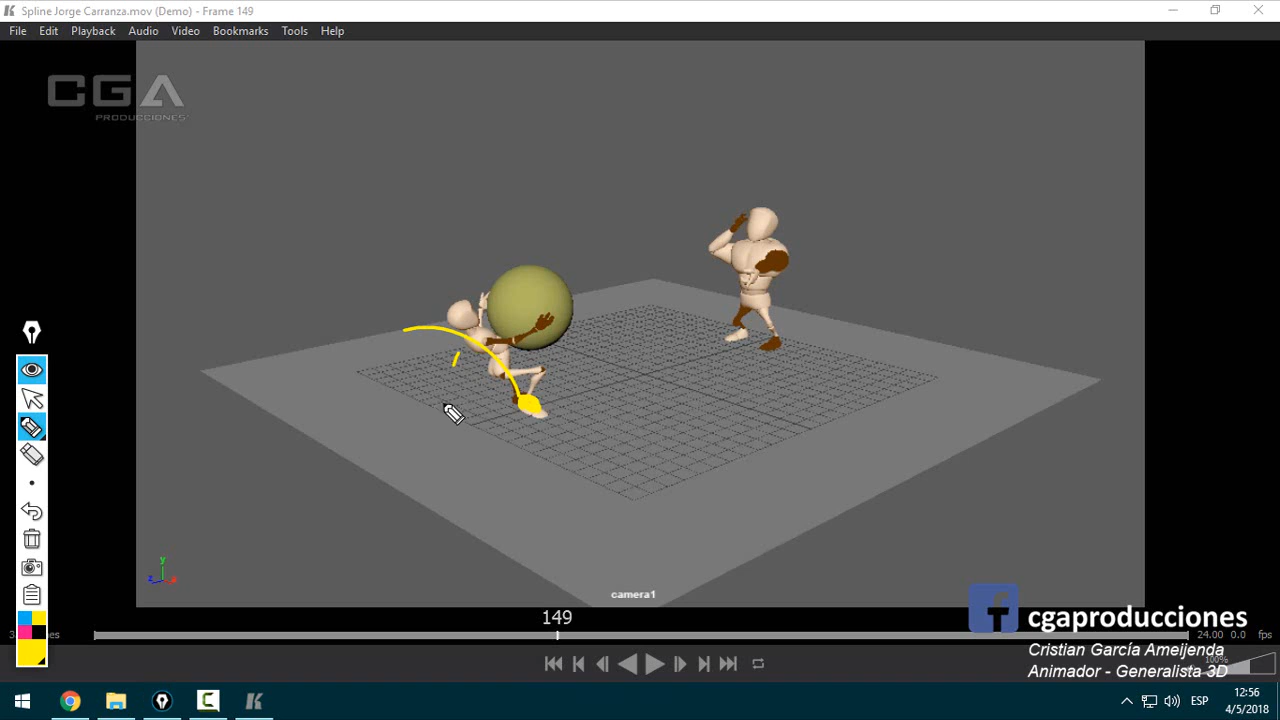 Spline Jorge Carranza.mov (Demo) - Frame 149
File Edit Playback Audio Video Bookmarks Tools Help
CGA
PRODUCCIONES
y
z x
camera1
149
24.00 0.0 fps
100%
f cgaproducciones
Cristian García Ameijenda
Animador - Generalista 3D
ESP
12:56
4/5/2018